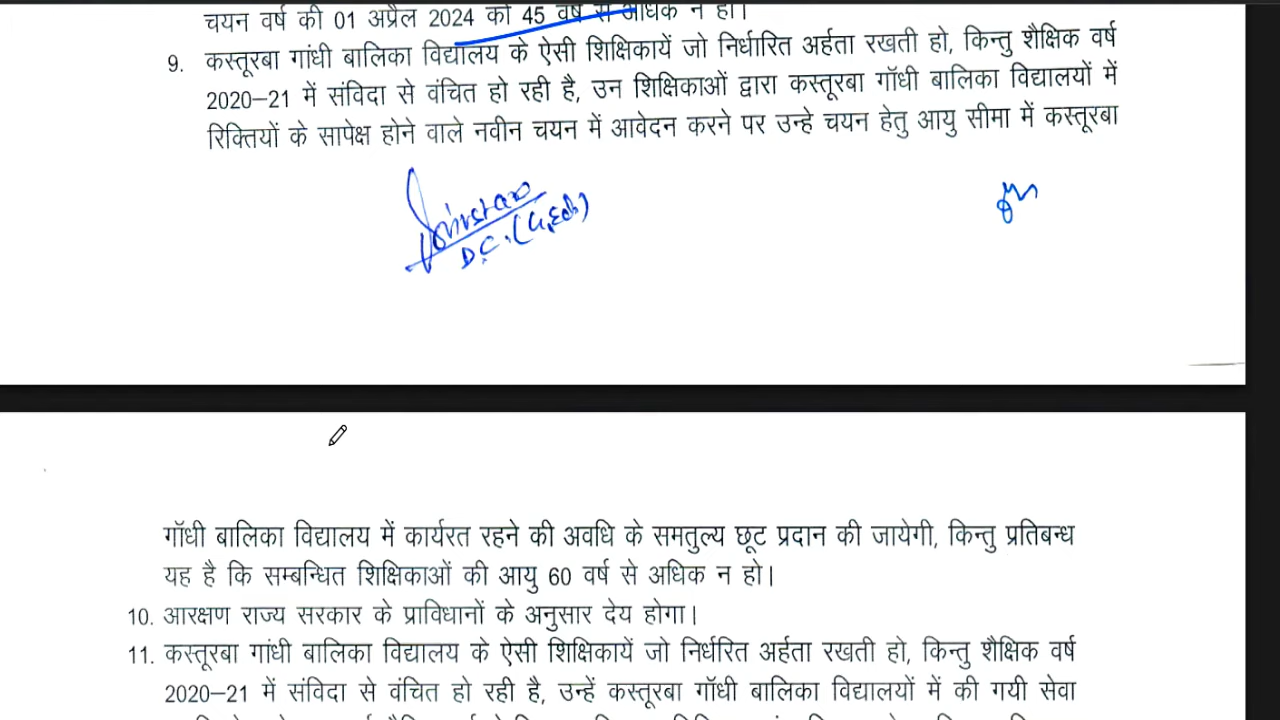 चयन वर्ष की 01 अप्रैल 2024 को 45 वर्ष से अधिक न हो।
9. कस्तूरबा गांधी बालिका विद्यालय के ऐसी शिक्षिकायें जो निर्धारित अर्हता रखती हो, किन्तु शैक्षिक वर्ष
2020–21 में संविदा से वंचित हो रही है, उन शिक्षिकाओं द्वारा कस्तूरबा गॉधी बालिका विद्यालयों में
रिक्तियों के सापेक्ष होने वाले नवीन चयन में आवेदन करने पर उन्हे चयन हेतु आयु सीमा में कस्तूरबा
D.C.
गॉधी बालिका विद्यालय में कार्यरत रहने की अवधि के समतुल्य छूट प्रदान की जायेगी, किन्तु प्रतिबन्ध
यह है कि सम्बन्धित शिक्षिकाओं की आयु 60 वर्ष से अधिक न हो।
10. आरक्षण राज्य सरकार के प्राविधानों के अनुसार देय होगा।
11. कस्तूरबा गांधी बालिका विद्यालय के ऐसी शिक्षिकायें जो निर्धरित अर्हता रखती हो, किन्तु शैक्षिक वर्ष
2020–21 में संविदा से वंचित हो रही है, उन्हें कस्तूरबा गॉधी बालिका विद्यालयों में की गयी सेवा